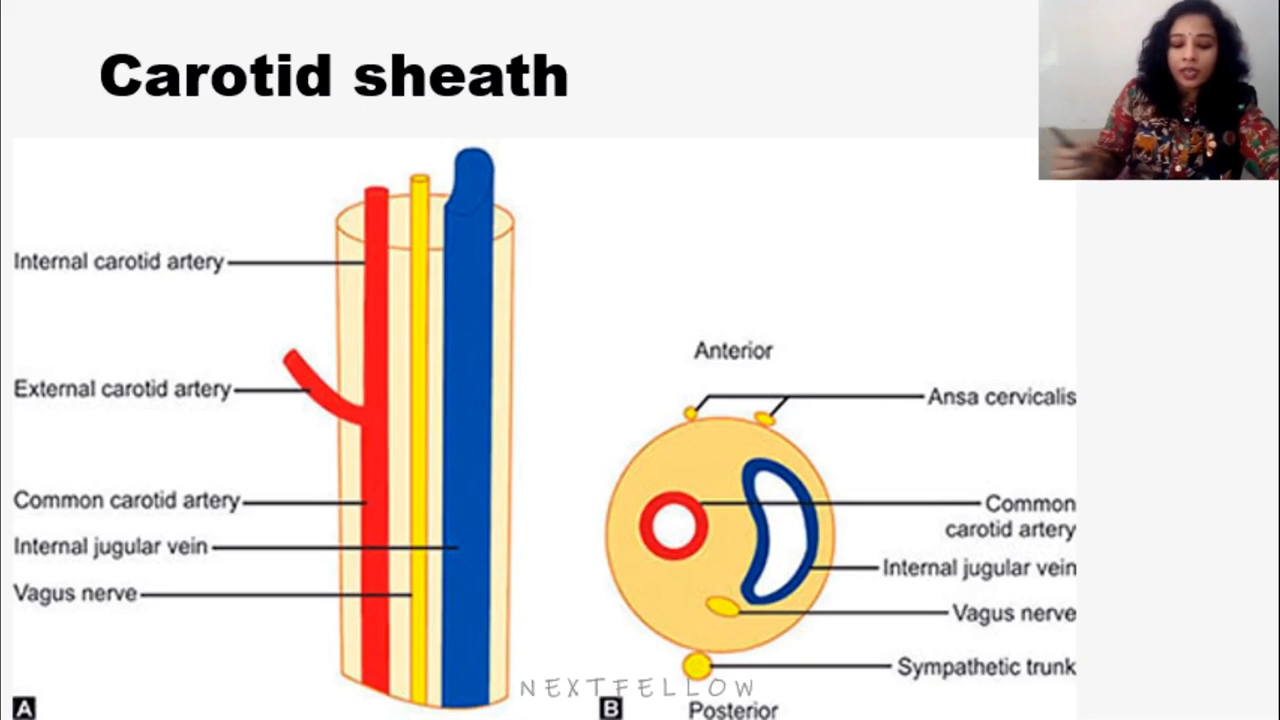 Carotid sheath
Internal carotid artery
External carotid artery
Common carotid artery
Internal jugular vein
Vagus nerve
A
Anterior
Ansa cervicalis
Common
carotid artery
Internal jugular vein
Vagus nerve
Sympathetic trunk
Posterior
B
NEXTFELLOW